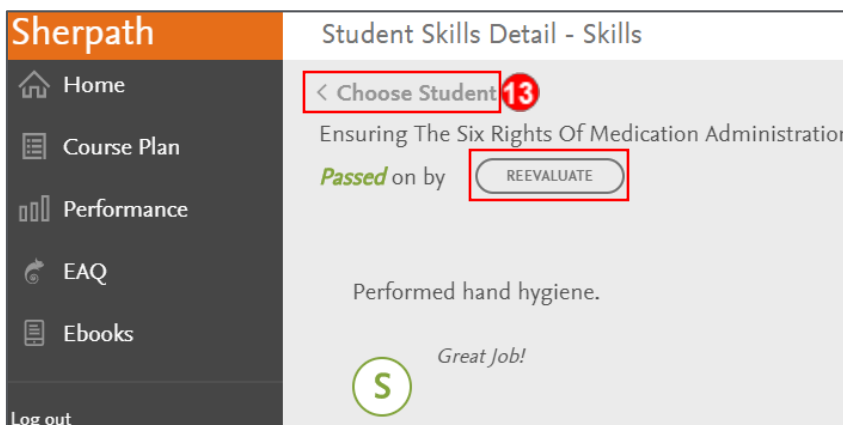 Sherpath
Student Skills Detail - Skills
Home
Course Plan
Performance
EAQ
Ebooks
Log out
< Choose Student 13
Ensuring The Six Rights Of Medication Administration
Passed on by REEVALUATE
Performed hand hygiene.
Great Job!
S